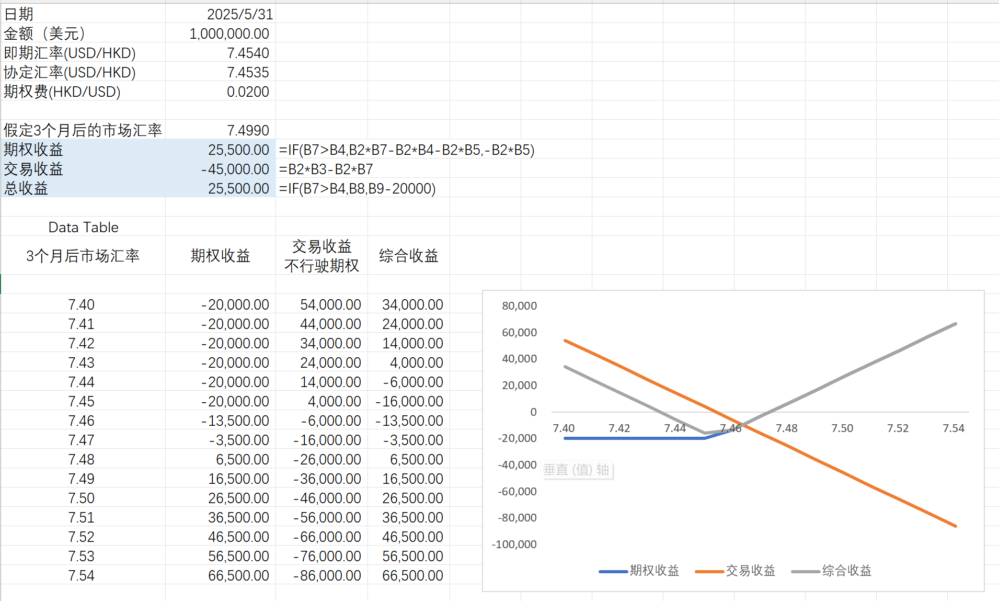 日期 2025/5/31
金额（美元） 1,000,000.00
即期汇率(USD/HKD) 7.4540
协定汇率(USD/HKD) 7.4535
期权费(HKD/USD) 0.0200
假定3个月后的市场汇率 7.4990
期权收益 25,500.00 =IF(B7>B4,B2*B7-B2*B4-B2*B5,-B2*B5)
交易收益 -45,000.00 =B2*B3-B2*B7
总收益 25,500.00 =IF(B7>B4,B8,B9-20000)
Data Table
3个月后市场汇率 期权收益 交易收益 综合收益
不行驶期权
7.40 -20,000.00 54,000.00 34,000.00
7.41 -20,000.00 44,000.00 24,000.00
7.42 -20,000.00 34,000.00 14,000.00
7.43 -20,000.00 24,000.00 4,000.00
7.44 -20,000.00 14,000.00 -6,000.00
7.45 -20,000.00 4,000.00 -16,000.00
7.46 -13,500.00 -6,000.00 -13,500.00
7.47 -3,500.00 -16,000.00 -3,500.00
7.48 6,500.00 -26,000.00 6,500.00
7.49 16,500.00 -36,000.00 16,500.00
7.50 26,500.00 -46,000.00 26,500.00
7.51 36,500.00 -56,000.00 36,500.00
7.52 46,500.00 -66,000.00 46,500.00
7.53 56,500.00 -76,000.00 56,500.00
7.54 66,500.00 -86,000.00 66,500.00
80,000
60,000
40,000
20,000
0
7.40 7.42 7.44 7.46 7.48 7.50 7.52 7.54
-20,000
-40,000
垂直 (值) 轴
-60,000
-80,000
-100,000
期权收益 交易收益 综合收益